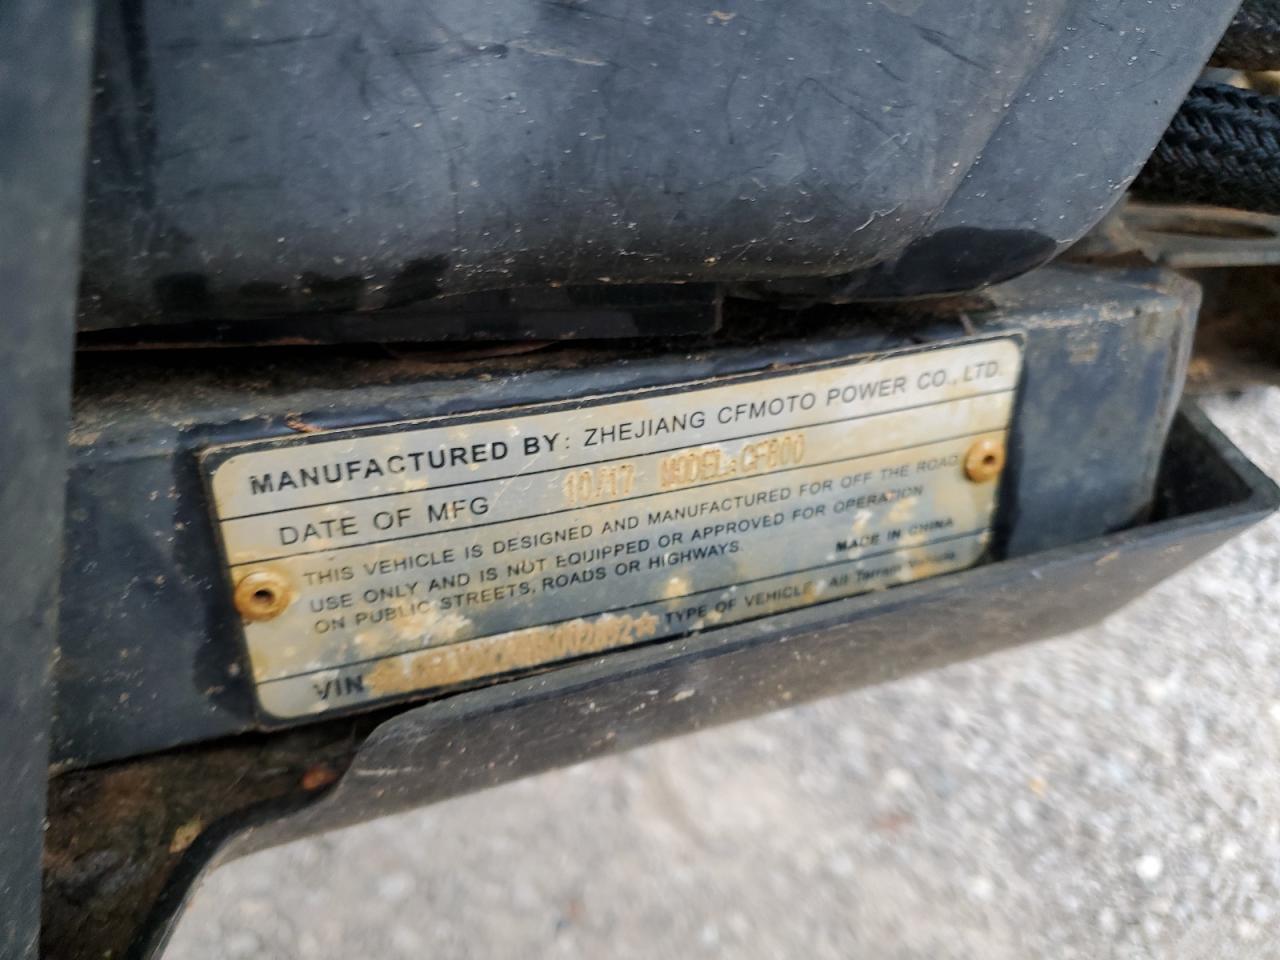 MANUFACTURED BY: ZHEJIANG CFMOTO POWER CO., LTD.
DATE OF MFG 10/17 MODEL:CF800
THIS VEHICLE IS DESIGNED AND MANUFACTURED FOR OFF THE ROAD
USE ONLY AND IS NOT EQUIPPED OR APPROVED FOR OPERATION
ON PUBLIC STREETS, ROADS OR HIGHWAYS.
MADE IN CHINA
VIN TYPE OF VEHICLE: All Terrain Vehicle